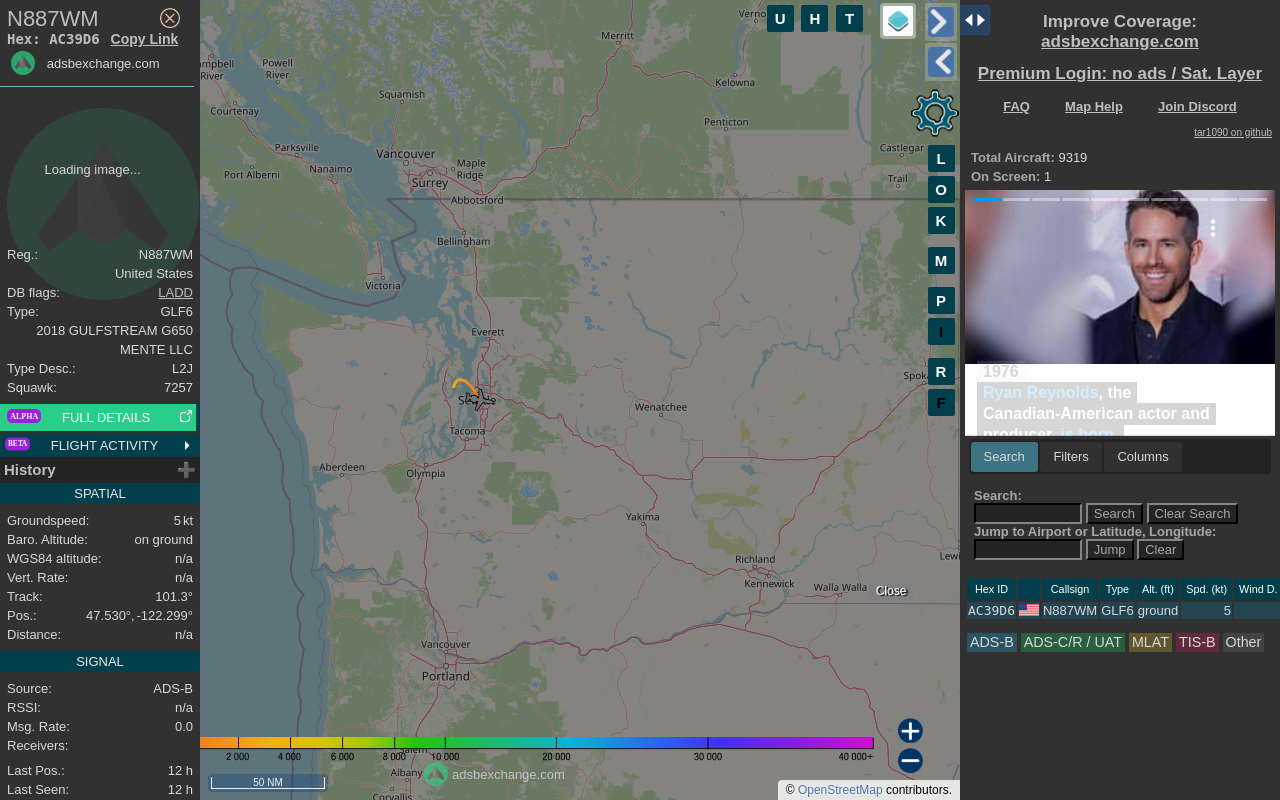 N887WM
Hex: AC39D6 Copy Link
adsbexchange.com
Loading image...
Reg.: N887WM
United States
DB flags: LADD
Type: GLF6
2018 GULFSTREAM G650
MENTE LLC
Type Desc.: L2J
Squawk: 7257
ALPHA FULL DETAILS
BETA FLIGHT ACTIVITY
History
SPATIAL
Groundspeed: 5 kt
Baro. Altitude: on ground
WGS84 altitude: n/a
Vert. Rate: n/a
Track: 101.3°
Pos.: 47.530°, -122.299°
Distance: n/a
SIGNAL
Source: ADS-B
RSSI: n/a
Msg. Rate: 0.0
Receivers:
Last Pos.: 12 h
Last Seen: 12 h
Merritt
Campbell River
Powell River
Squamish
Courtenay
Kelowna
Penticton
Castlegar
Trail
Parksville
Nanaimo
Port Alberni
Vancouver
Surrey
Maple Ridge
Abbotsford
Bellingham
Victoria
Everett
Tacoma
Wenatchee
Aberdeen
Olympia
Yakima
Richland
Kennewick
Walla Walla
Vancouver
Portland
Salem
Albany
Corvallis
Close
2 000 4 000 6 000 8 000 10 000 20 000 30 000 40 000+
50 NM
adsbexchange.com
© OpenStreetMap contributors.
U H T
L
O
K
M
P
I
R
F
Improve Coverage:
adsbexchange.com
Premium Login: no ads / Sat. Layer
FAQ Map Help Join Discord
tar1090 on github
Total Aircraft: 9319
On Screen: 1
1976
Ryan Reynolds, the
Canadian-American actor and
producer, is born.
Search Filters Columns
Search:
Search Clear Search
Jump to Airport or Latitude, Longitude:
Jump Clear
Hex ID Callsign Type Alt. (ft) Spd. (kt) Wind D.
AC39D6 N887WM GLF6 ground 5
ADS-B ADS-C/R / UAT MLAT TIS-B Other